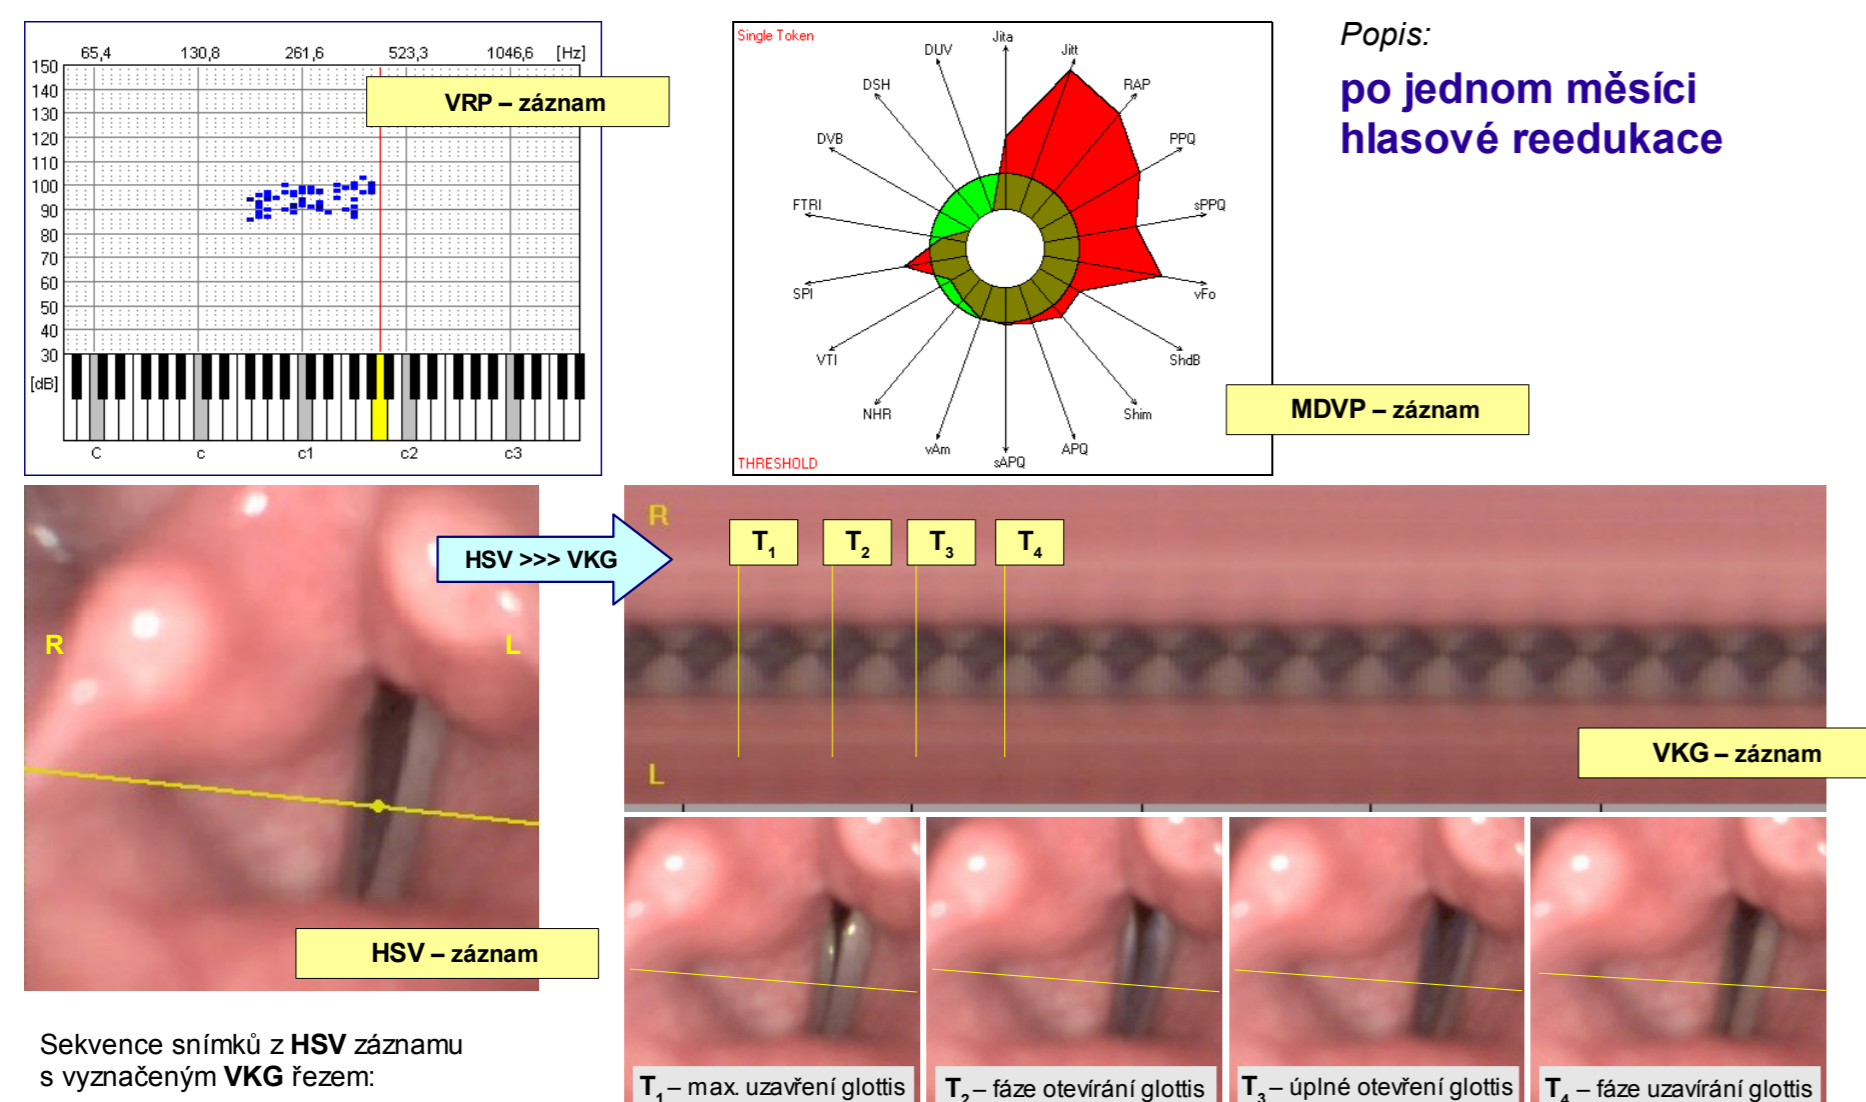 65,4 130,8 261,6 523,3 1046,6 [Hz]
150
140
130
120
110
100
90
80
70
60
50
40
30
[dB]
C c c1 c2 c3
VRP – záznam
Single Token
Jita
Jitt
RAP
PPQ
sPPQ
vFo
ShdB
Shim
APQ
sAPQ
vAm
NHR
VTI
SPI
FTRI
DVB
DSH
DUV
THRESHOLD
MDVP – záznam
Popis:
po jednom měsíci
hlasové reedukace
R
L
HSV >>> VKG
HSV – záznam
R
T1 T2 T3 T4
L
VKG – záznam
Sekvence snímků z HSV záznamu
s vyznačeným VKG řezem:
T1 – max. uzavření glottis
T2 – fáze otevírání glottis
T3 – úplné otevření glottis
T4 – fáze uzavírání glottis